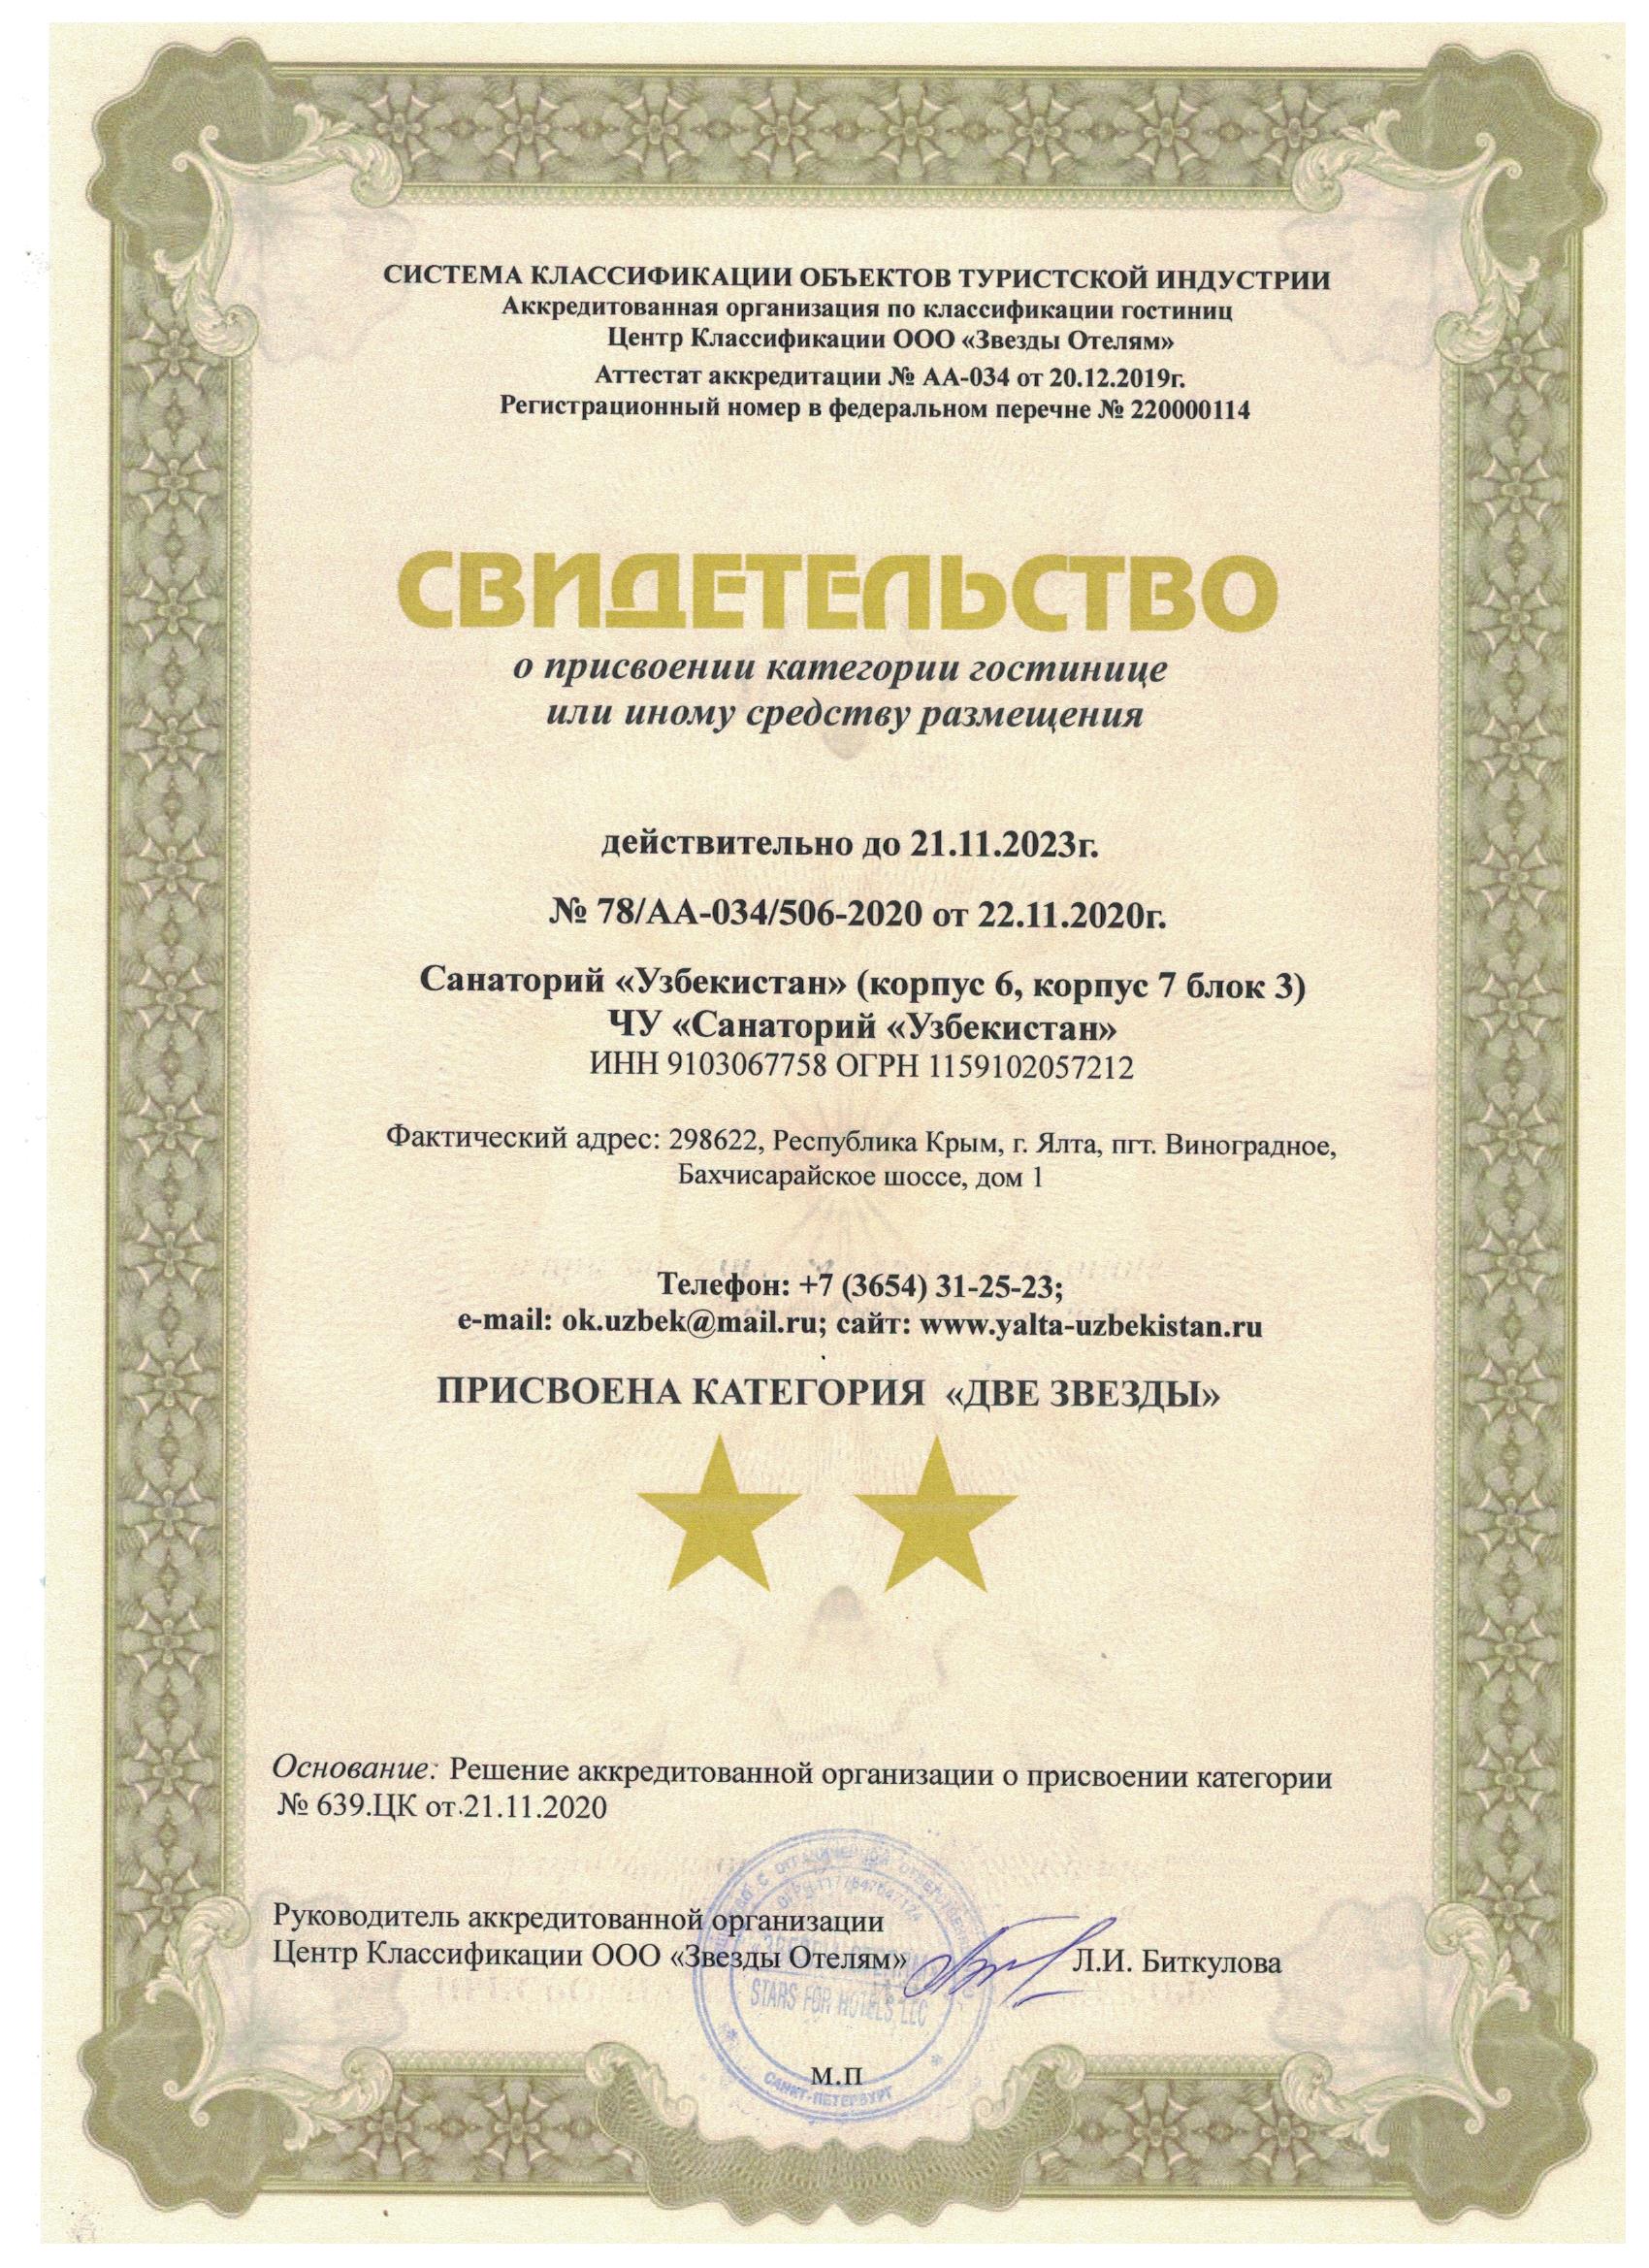 СИСТЕМА КЛАССИФИКАЦИИ ОБЪЕКТОВ ТУРИСТСКОЙ ИНДУСТРИИ
Аккредитованная организация по классификации гостиниц
Центр Классификации ООО «Звезды Отелям»
Аттестат аккредитации № АА-034 от 20.12.2019г.
Регистрационный номер в федеральном перечне № 220000114
СВИДЕТЕЛЬСТВО
о присвоении категории гостинице
или иному средству размещения
действительно до 21.11.2023г.
№ 78/АА-034/506-2020 от 22.11.2020г.
Санаторий «Узбекистан» (корпус 6, корпус 7 блок 3)
ЧУ «Санаторий «Узбекистан»
ИНН 9103067758 ОГРН 1159102057212
Фактический адрес: 298622, Республика Крым, г. Ялта, пгт. Виноградное,
Бахчисарайское шоссе, дом 1
Телефон: +7 (3654) 31-25-23;
e-mail: ok.uzbek@mail.ru; сайт: www.yalta-uzbekistan.ru
ПРИСВОЕНА КАТЕГОРИЯ «ДВЕ ЗВЕЗДЫ»
Основание: Решение аккредитованной организации о присвоении категории
№ 639.ЦК от 21.11.2020
Руководитель аккредитованной организации
Центр Классификации ООО «Звезды Отелям» Л.И. Биткулова
STARS FOR HOTELS LLC
М.П
САНКТ-ПЕТЕРБУРГ